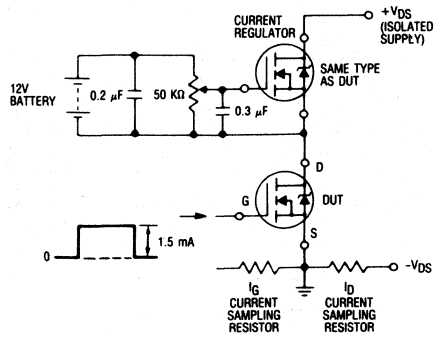 +VDS
(ISOLATED
SUPPLY)
CURRENT
REGULATOR
SAME TYPE
AS DUT
12V
BATTERY
0.2 μF
50 KΩ
0.3 μF
D
G
DUT
S
0
1.5 mA
-VDS
IG
CURRENT
SAMPLING
RESISTOR
ID
CURRENT
SAMPLING
RESISTOR